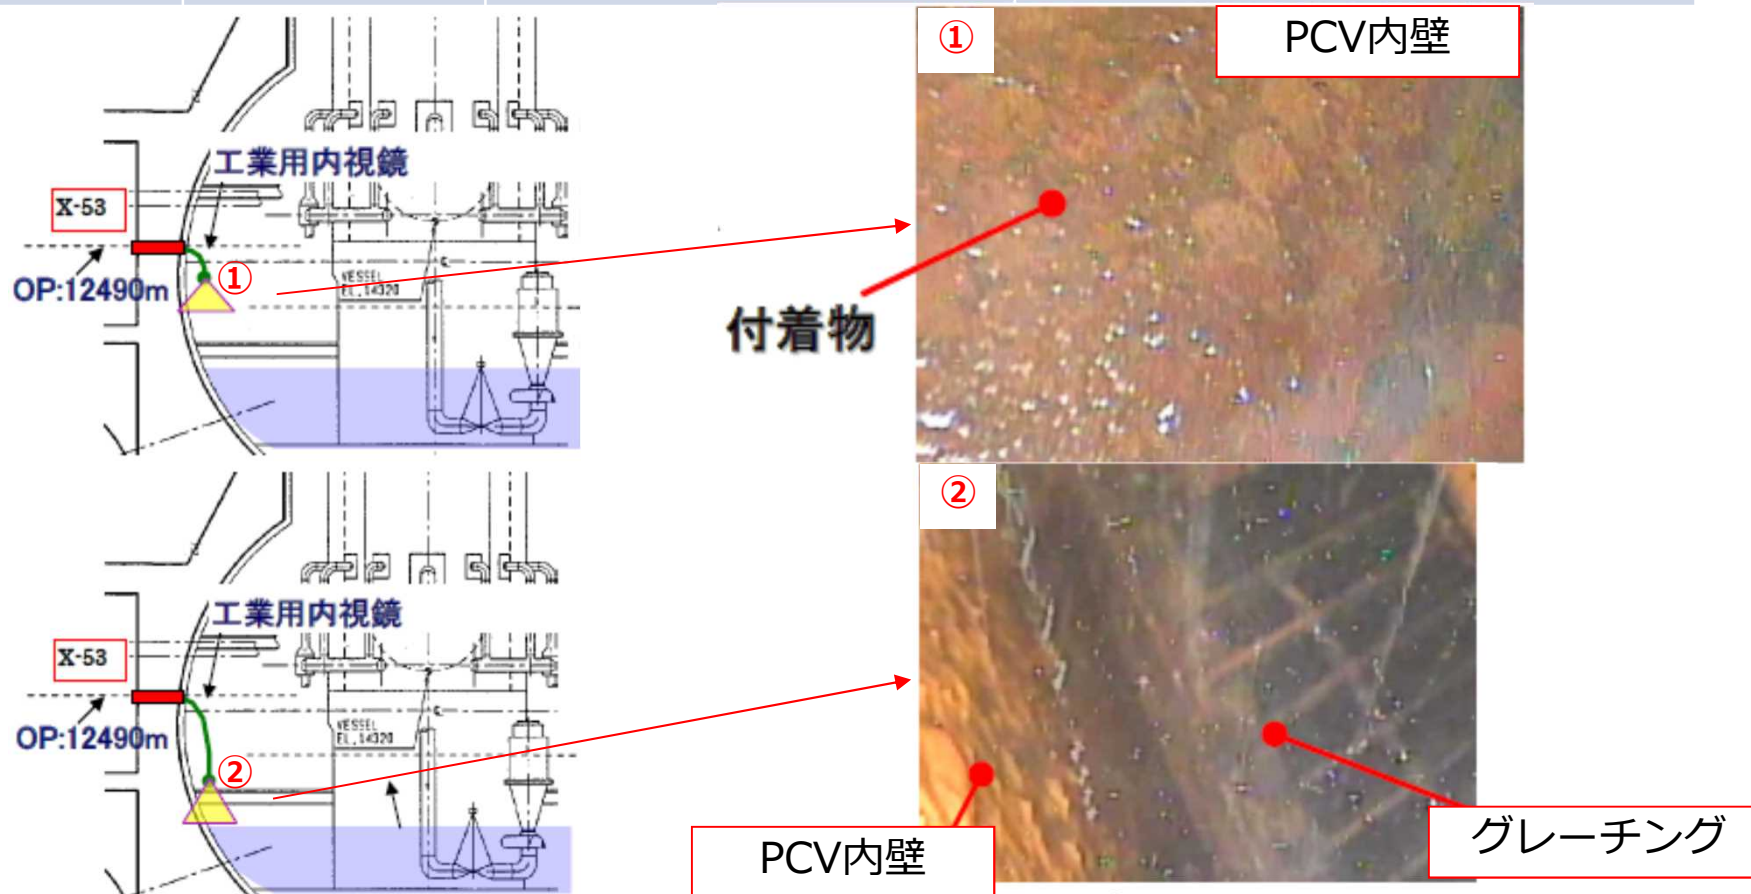 ①
PCV内壁
工業用内視鏡
X-53
OP:12490m
①
VESSEL
EL.14320
付着物
②
工業用内視鏡
X-53
OP:12490m
②
VESSEL
EL.14320
PCV内壁
グレーチング